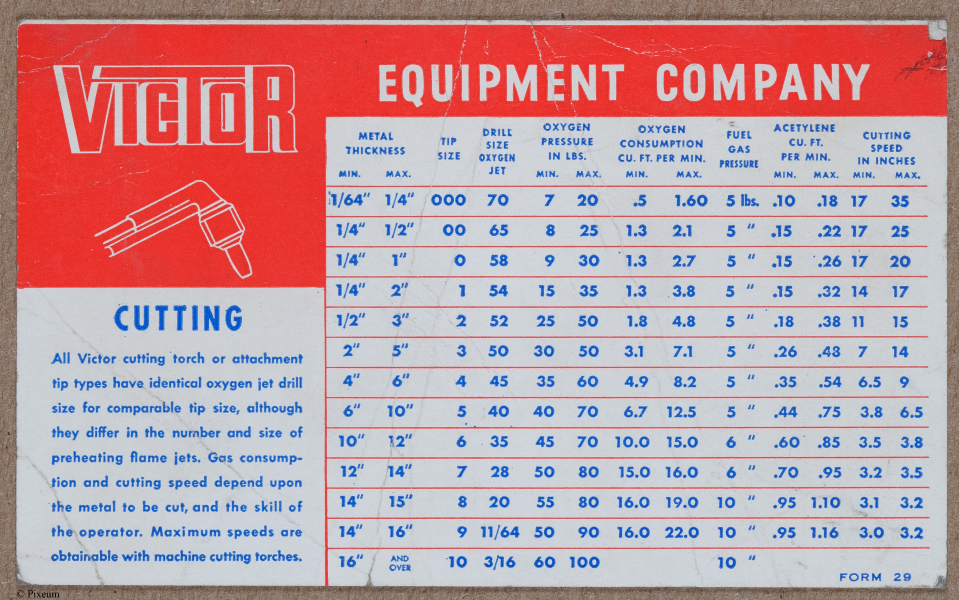 VICTOR
EQUIPMENT COMPANY
METAL THICKNESS TIP SIZE DRILL SIZE OXYGEN JET OXYGEN PRESSURE IN LBS. OXYGEN CONSUMPTION CU. FT. PER MIN. FUEL GAS PRESSURE ACETYLENE CU. FT. PER MIN. CUTTING SPEED IN INCHES
MIN. MAX. MIN. MAX. MIN. MAX. MIN. MAX. MIN. MAX.
1/64" 1/4" 000 70 7 20 .5 1.60 5 lbs. .10 .18 17 35
1/4" 1/2" 00 65 8 25 1.3 2.1 5 " .15 .22 17 25
1/4" 1" 0 58 9 30 1.3 2.7 5 " .15 .26 17 20
1/4" 2" 1 54 15 35 1.3 3.8 5 " .15 .32 14 17
1/2" 3" 2 52 25 50 1.8 4.8 5 " .18 .38 11 15
2" 5" 3 50 30 50 3.1 7.1 5 " .26 .48 7 14
4" 6" 4 45 35 60 4.9 8.2 5 " .35 .54 6.5 9
6" 10" 5 40 40 70 6.7 12.5 5 " .44 .75 3.8 6.5
10" 12" 6 35 45 70 10.0 15.0 6 " .60 .85 3.5 3.8
12" 14" 7 28 50 80 15.0 16.0 6 " .70 .95 3.2 3.5
14" 15" 8 20 55 80 16.0 19.0 10 " .95 1.10 3.1 3.2
14" 16" 9 11/64 50 90 16.0 22.0 10 " .95 1.16 3.0 3.2
16" AND OVER 10 3/16 60 100 10 "
FORM 29
CUTTING
All Victor cutting torch or attachment
tip types have identical oxygen jet drill
size for comparable tip size, although
they differ in the number and size of
preheating flame jets. Gas consump-
tion and cutting speed depend upon
the metal to be cut, and the skill of
the operator. Maximum speeds are
obtainable with machine cutting torches.
© Pixeum